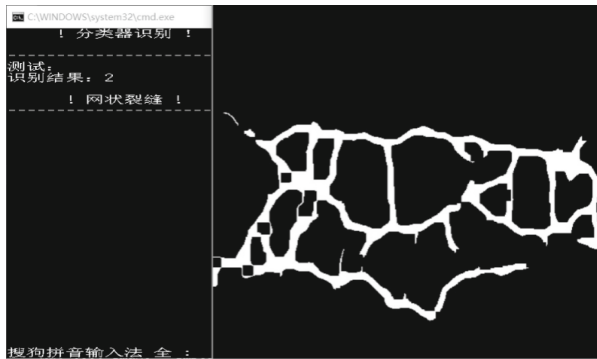 C:\WINDOWS\system32\cmd.exe
! 分类器识别 !
测试:
识别结果: 2
! 网状裂缝 !
搜狗拼音输入法 全 :